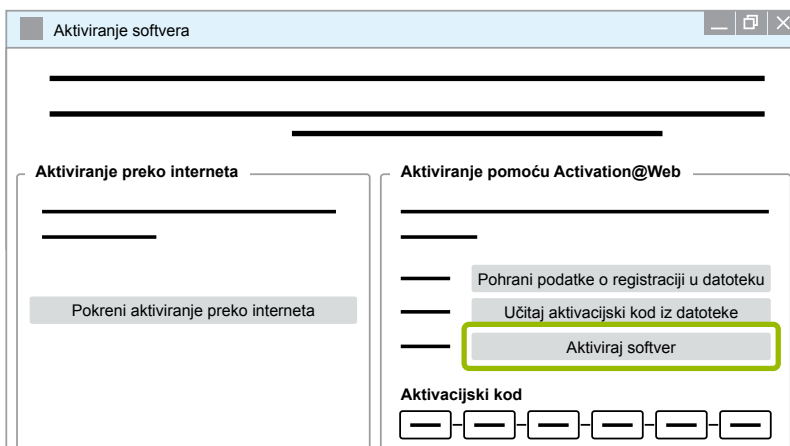 Aktiviranje softvera
Aktiviranje preko interneta
Pokreni aktiviranje preko interneta
Aktiviranje pomoću Activation@Web
Pohrani podatke o registraciji u datoteku
Učitaj aktivacijski kod iz datoteke
Aktiviraj softver
Aktivacijski kod